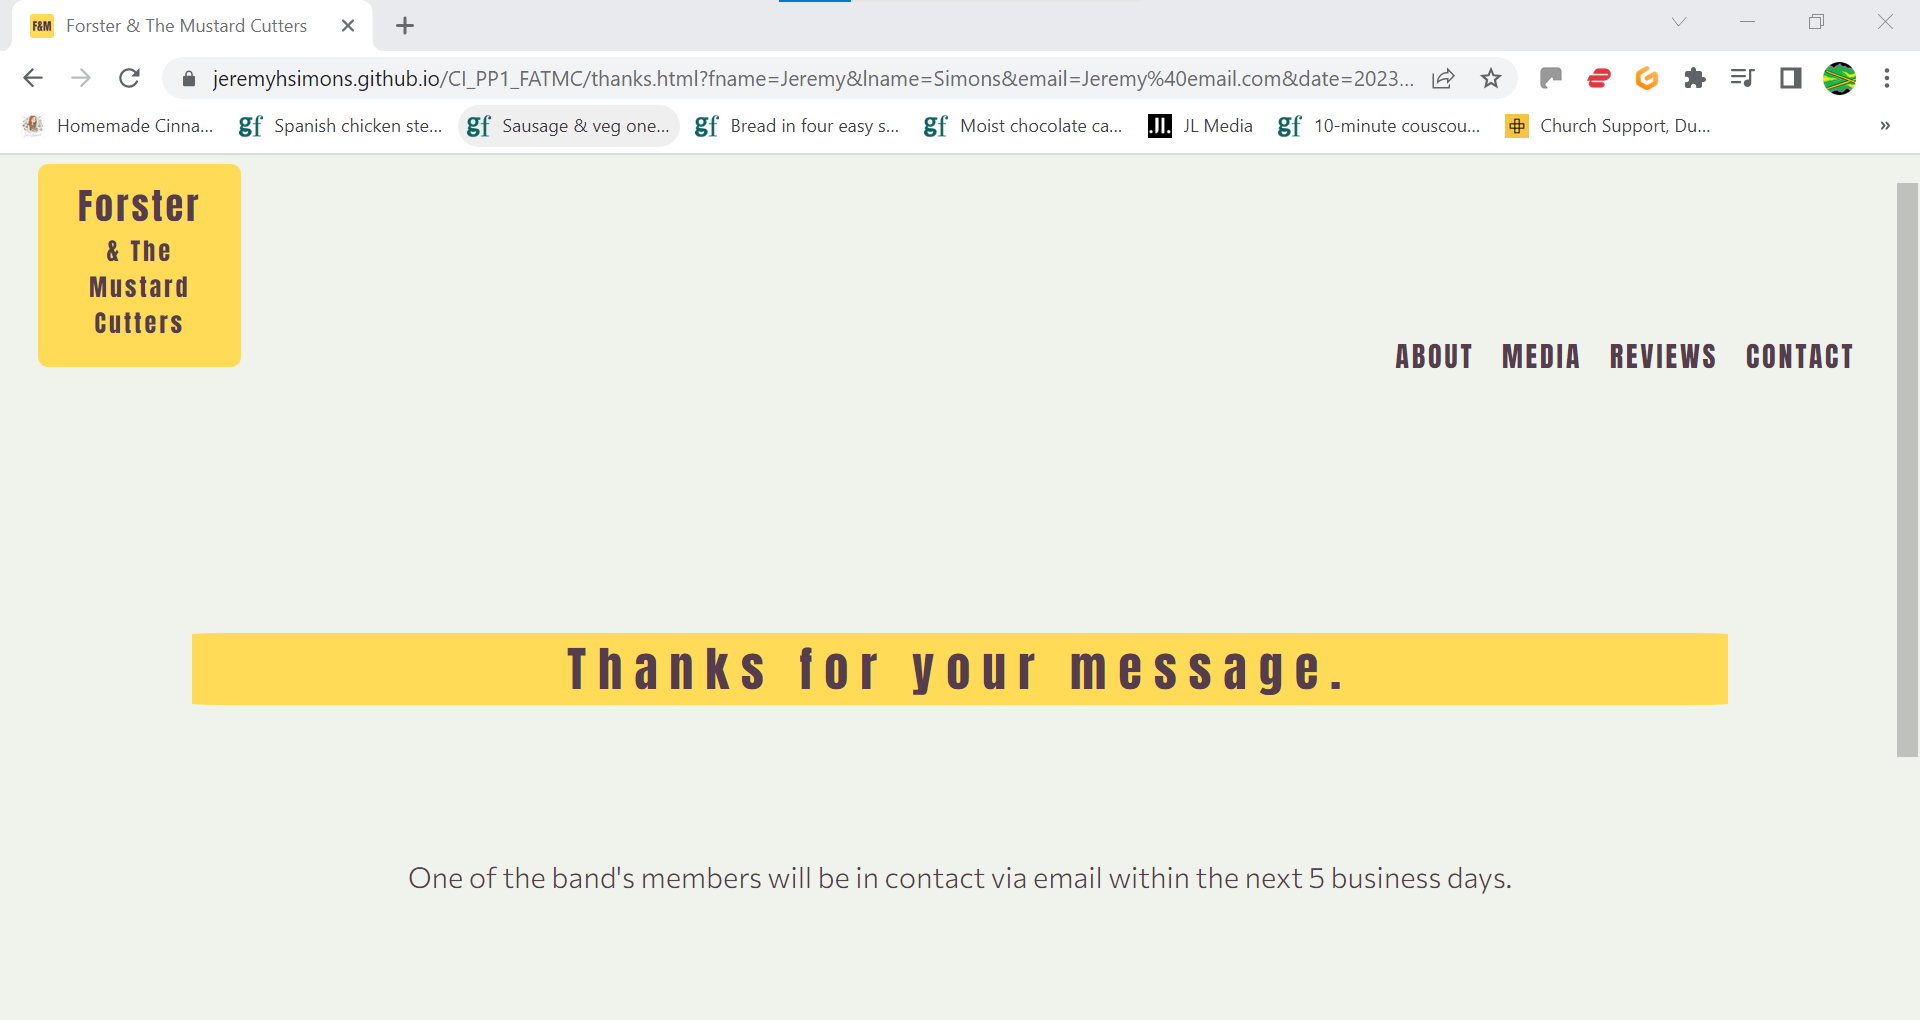 F&M Forster & The Mustard Cutters
jeremyhsimons.github.io/CI_PP1_FATMC/thanks.html?fname=Jeremy&lname=Simons&email=Jeremy%40email.com&date=2023...
Homemade Cinna... gf Spanish chicken ste... gf Sausage & veg one... gf Bread in four easy s... gf Moist chocolate ca... .JL. JL Media gf 10-minute couscou... Church Support, Du... »
Forster
& The
Mustard
Cutters
ABOUT MEDIA REVIEWS CONTACT
Thanks for your message.
One of the band's members will be in contact via email within the next 5 business days.